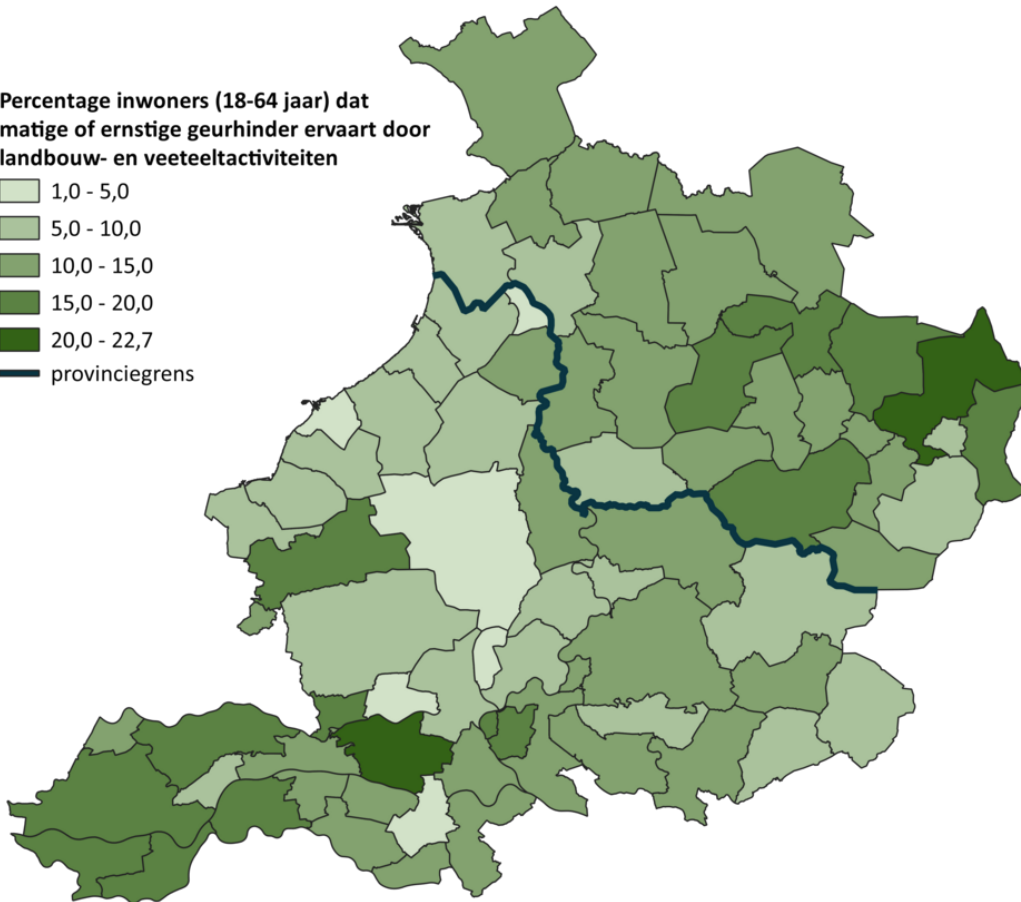 Percentage inwoners (18-64 jaar) dat
matige of ernstige geurhinder ervaart door
landbouw- en veeteeltactiviteiten
1,0 - 5,0
5,0 - 10,0
10,0 - 15,0
15,0 - 20,0
20,0 - 22,7
provinciegrens